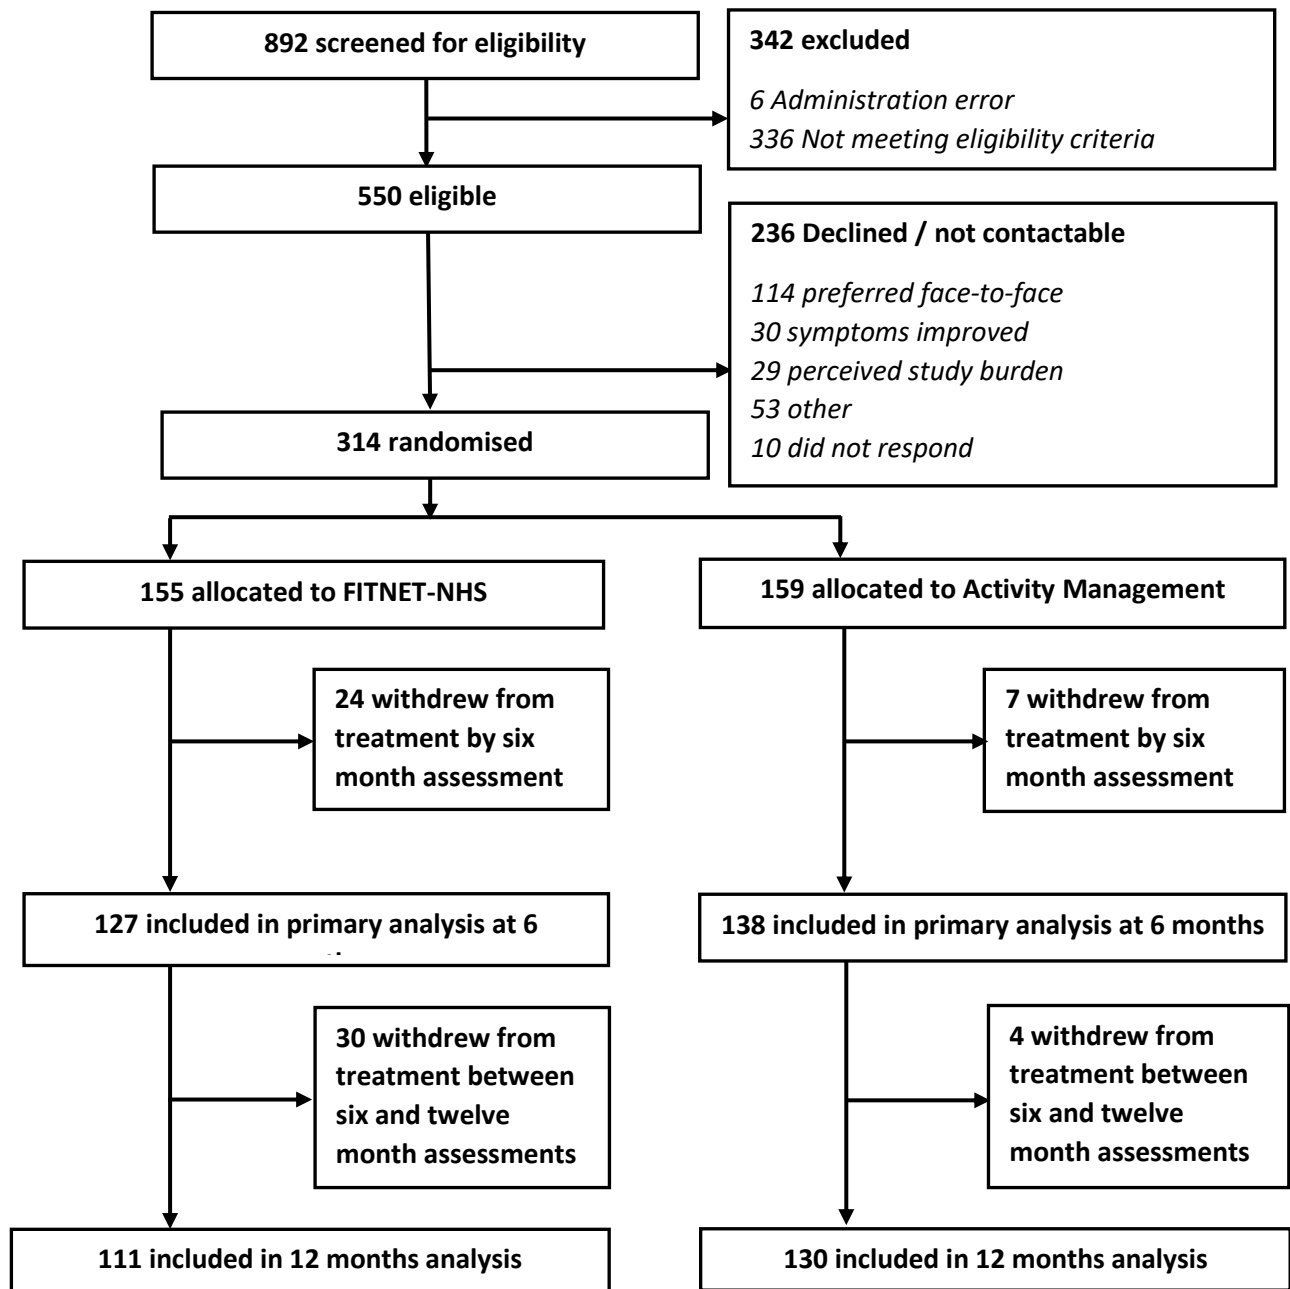 892 screened for eligibility
342 excluded
6 Administration error
336 Not meeting eligibility criteria
550 eligible
236 Declined / not contactable
114 preferred face-to-face
30 symptoms improved
29 perceived study burden
53 other
10 did not respond
314 randomised
155 allocated to FITNET-NHS
159 allocated to Activity Management
24 withdrew from
treatment by six
month assessment
7 withdrew from
treatment by six
month assessment
127 included in primary analysis at 6
138 included in primary analysis at 6 months
30 withdrew from
treatment between
six and twelve
month assessments
4 withdrew from
treatment between
six and twelve
month assessments
111 included in 12 months analysis
130 included in 12 months analysis